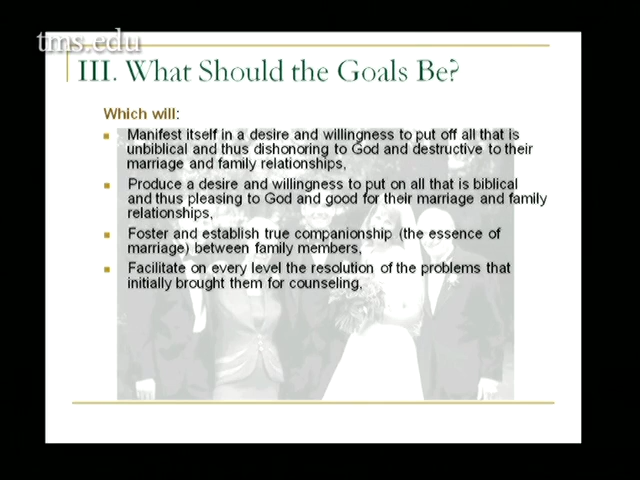 tms.edu
III. What Should the Goals Be?
Which will:
Manifest itself in a desire and willingness to put off all that is
unbiblical and thus dishonoring to God and destructive to their
marriage and family relationships,
Produce a desire and willingness to put on all that is biblical
and thus pleasing to God and good for their marriage and family
relationships,
Foster and establish true companionship (the essence of
marriage) between family members,
Facilitate on every level the resolution of the problems that
initially brought them for counseling,